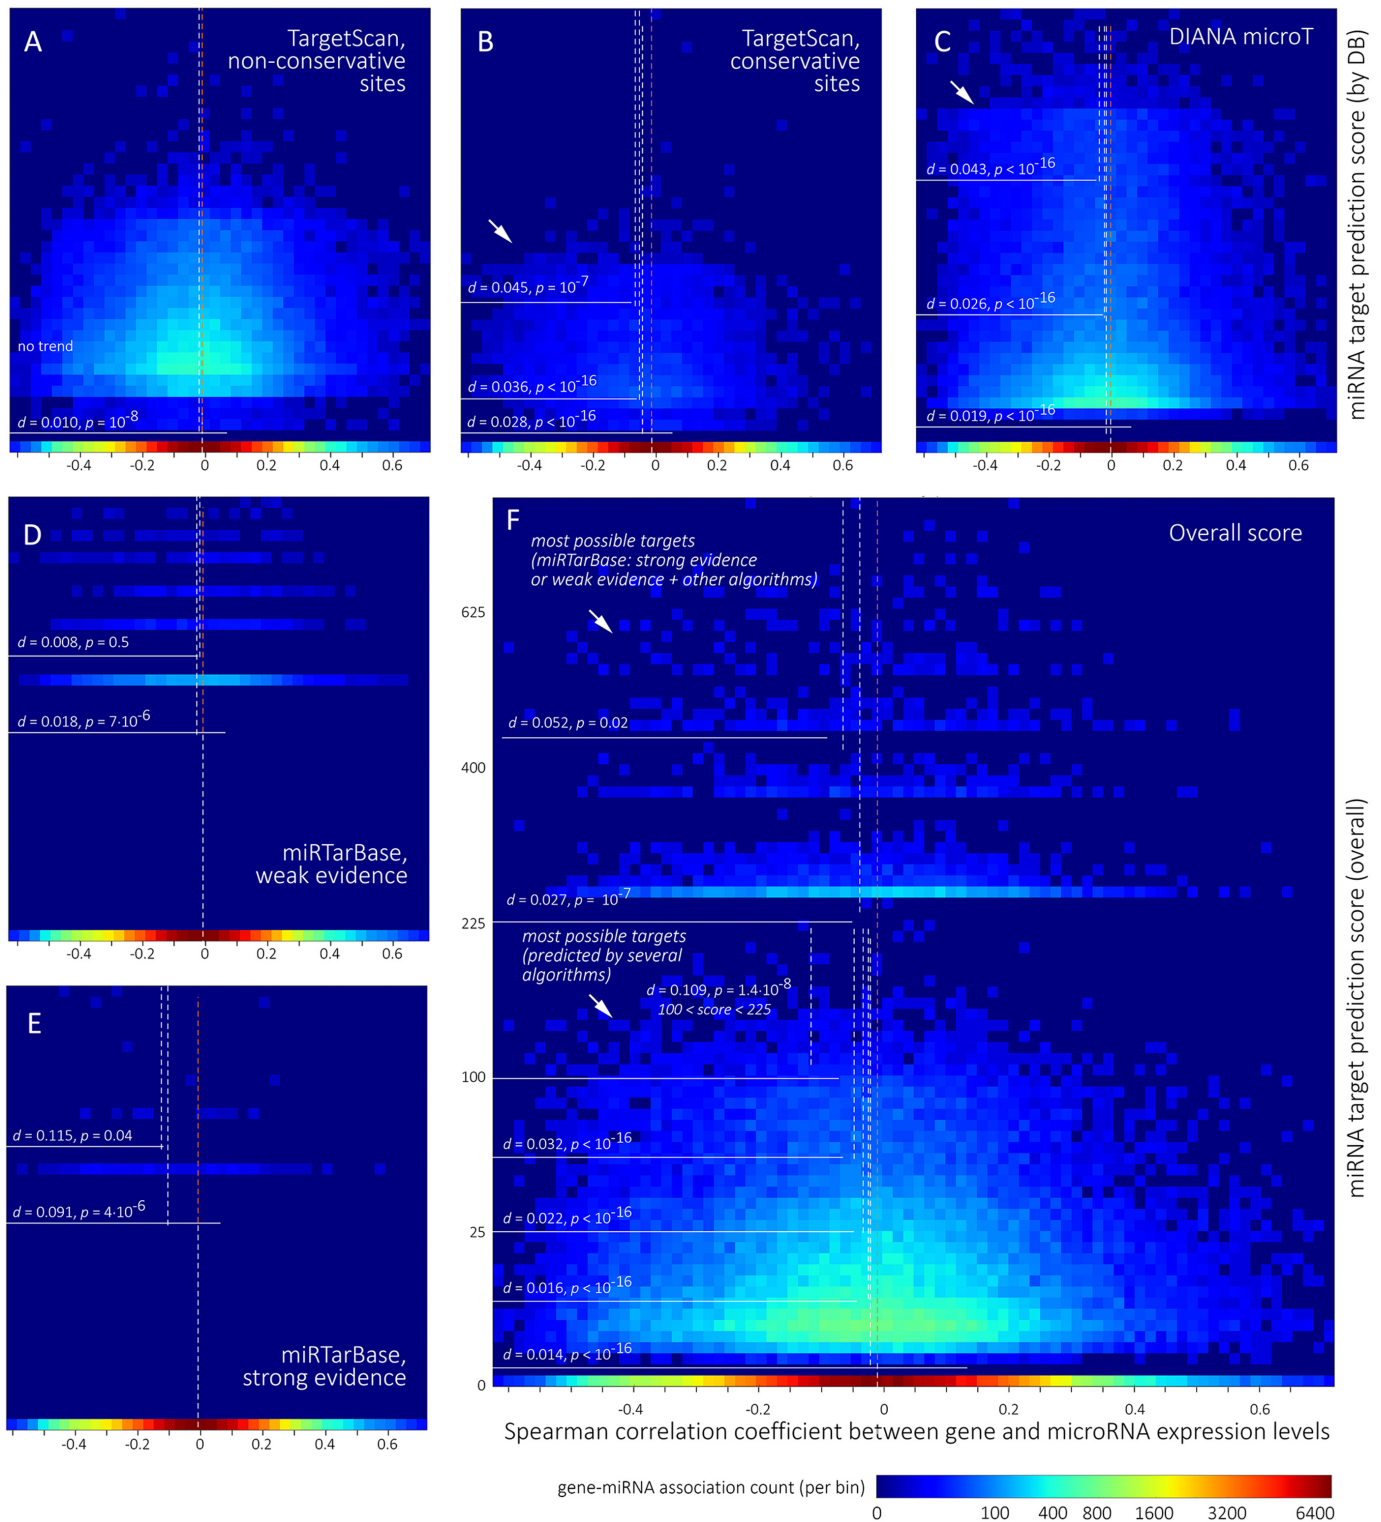 A
TargetScan,
non-conservative
sites
no trend
d = 0.010, p = 10-8
-0.4 -0.2 0 0.2 0.4 0.6
B
TargetScan,
conservative
sites
d = 0.045, p = 10-7
d = 0.036, p < 10-16
d = 0.028, p < 10-16
-0.4 -0.2 0 0.2 0.4 0.6
C
DIANA microT
d = 0.043, p < 10-16
d = 0.026, p < 10-16
d = 0.019, p < 10-16
-0.4 -0.2 0 0.2 0.4 0.6
miRNA target prediction score (by DB)
D
d = 0.008, p = 0.5
d = 0.018, p = 7·10-6
miRTarBase,
weak evidence
-0.4 -0.2 0 0.2 0.4 0.6
E
d = 0.115, p = 0.04
d = 0.091, p = 4·10-6
miRTarBase,
strong evidence
-0.4 -0.2 0 0.2 0.4 0.6
F
Overall score
most possible targets
(miRTarBase: strong evidence
or weak evidence + other algorithms)
625
d = 0.052, p = 0.02
400
d = 0.027, p = 10-7
225
most possible targets
(predicted by several
algorithms)
d = 0.109, p = 1.4·10-8
100 < score < 225
100
d = 0.032, p < 10-16
d = 0.022, p < 10-16
25
d = 0.016, p < 10-16
d = 0.014, p < 10-16
0
-0.4 -0.2 0 0.2 0.4 0.6
Spearman correlation coefficient between gene and microRNA expression levels
miRNA target prediction score (overall)
gene-miRNA association count (per bin)
0 100 400 800 1600 3200 6400